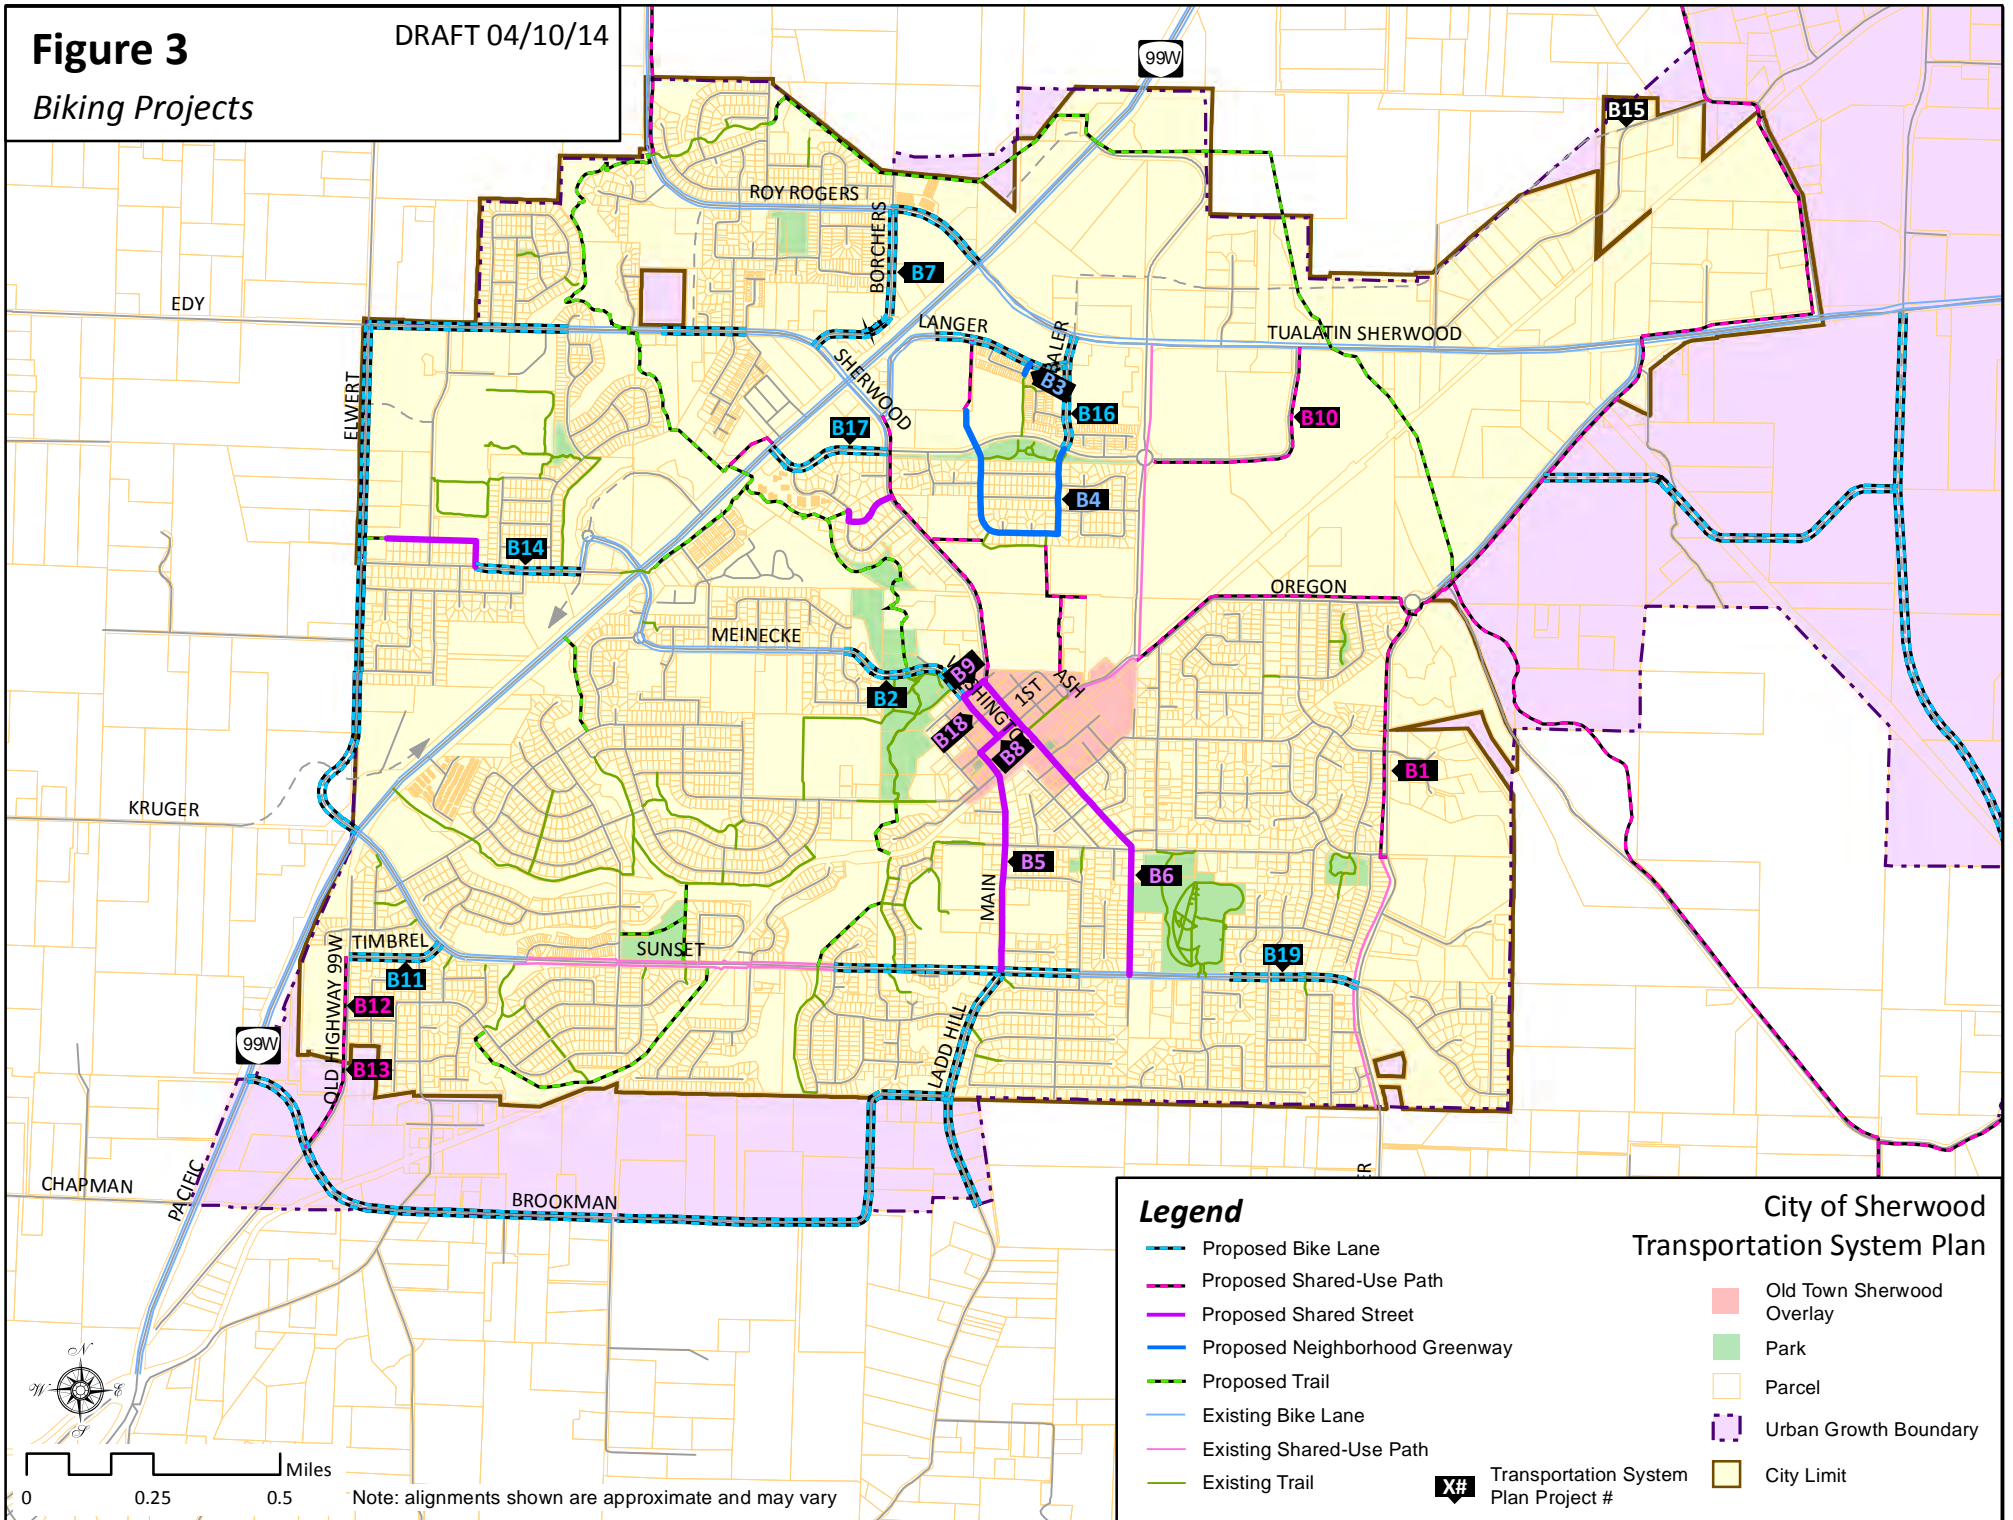 Figure 3
DRAFT 04/10/14
Biking Projects
99W
B15
ROY ROGERS
BORCHERS
B7
EDY
LANGER
BALER
TUALATIN SHERWOOD
SHERWOOD
ELWERT
B3
B16
B10
B17
B4
B14
OREGON
MEINECKE
B9
1ST
ASH
B2
B18
B8
B1
KRUGER
B5
B6
MAIN
TIMBREL
SUNSET
B19
B11
OLD HIGHWAY 99W
B12
99W
LADD HILL
B13
PACIFIC
CHAPMAN
BROOKMAN
ER
Legend
Proposed Bike Lane
Proposed Shared-Use Path
Proposed Shared Street
Proposed Neighborhood Greenway
Proposed Trail
Existing Bike Lane
Existing Shared-Use Path
Existing Trail
X#
Transportation System
Plan Project #
City of Sherwood
Transportation System Plan
Old Town Sherwood
Overlay
Park
Parcel
Urban Growth Boundary
City Limit
N
W
E
S
Miles
0
0.25
0.5
Note: alignments shown are approximate and may vary